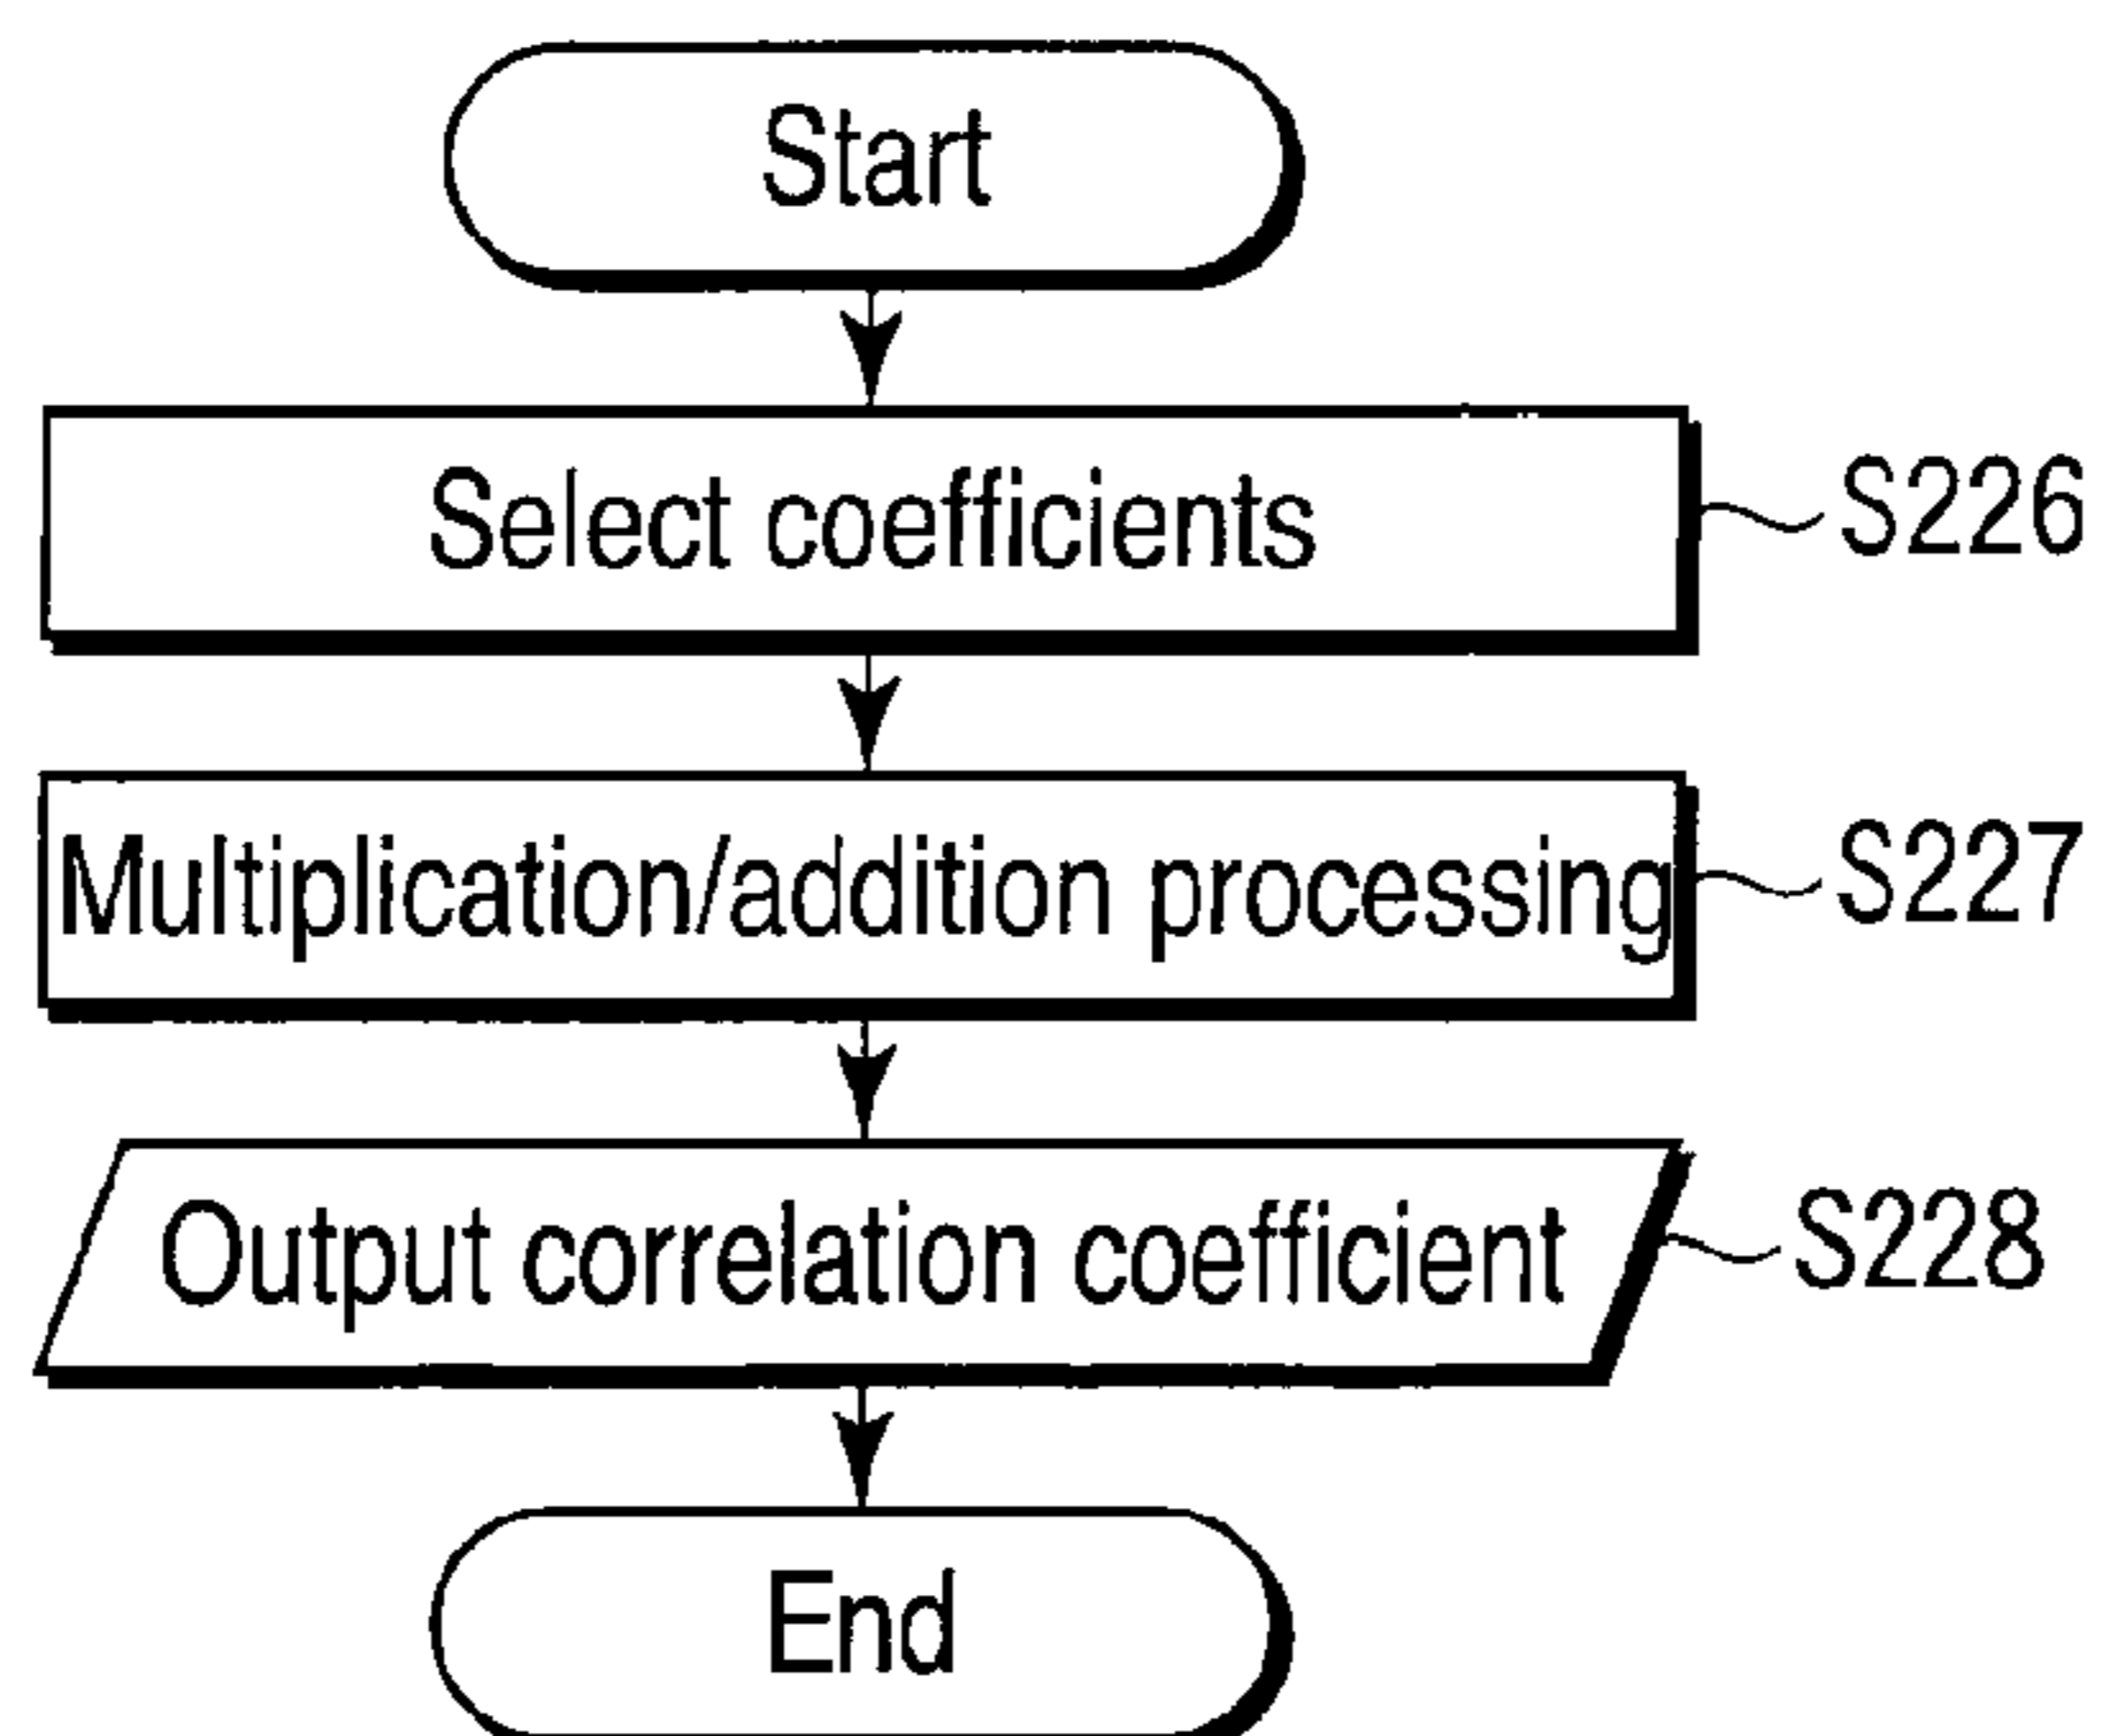 Start
Select coefficients
S226
Multiplication/addition processing
S227
Output correlation coefficient
S228
End